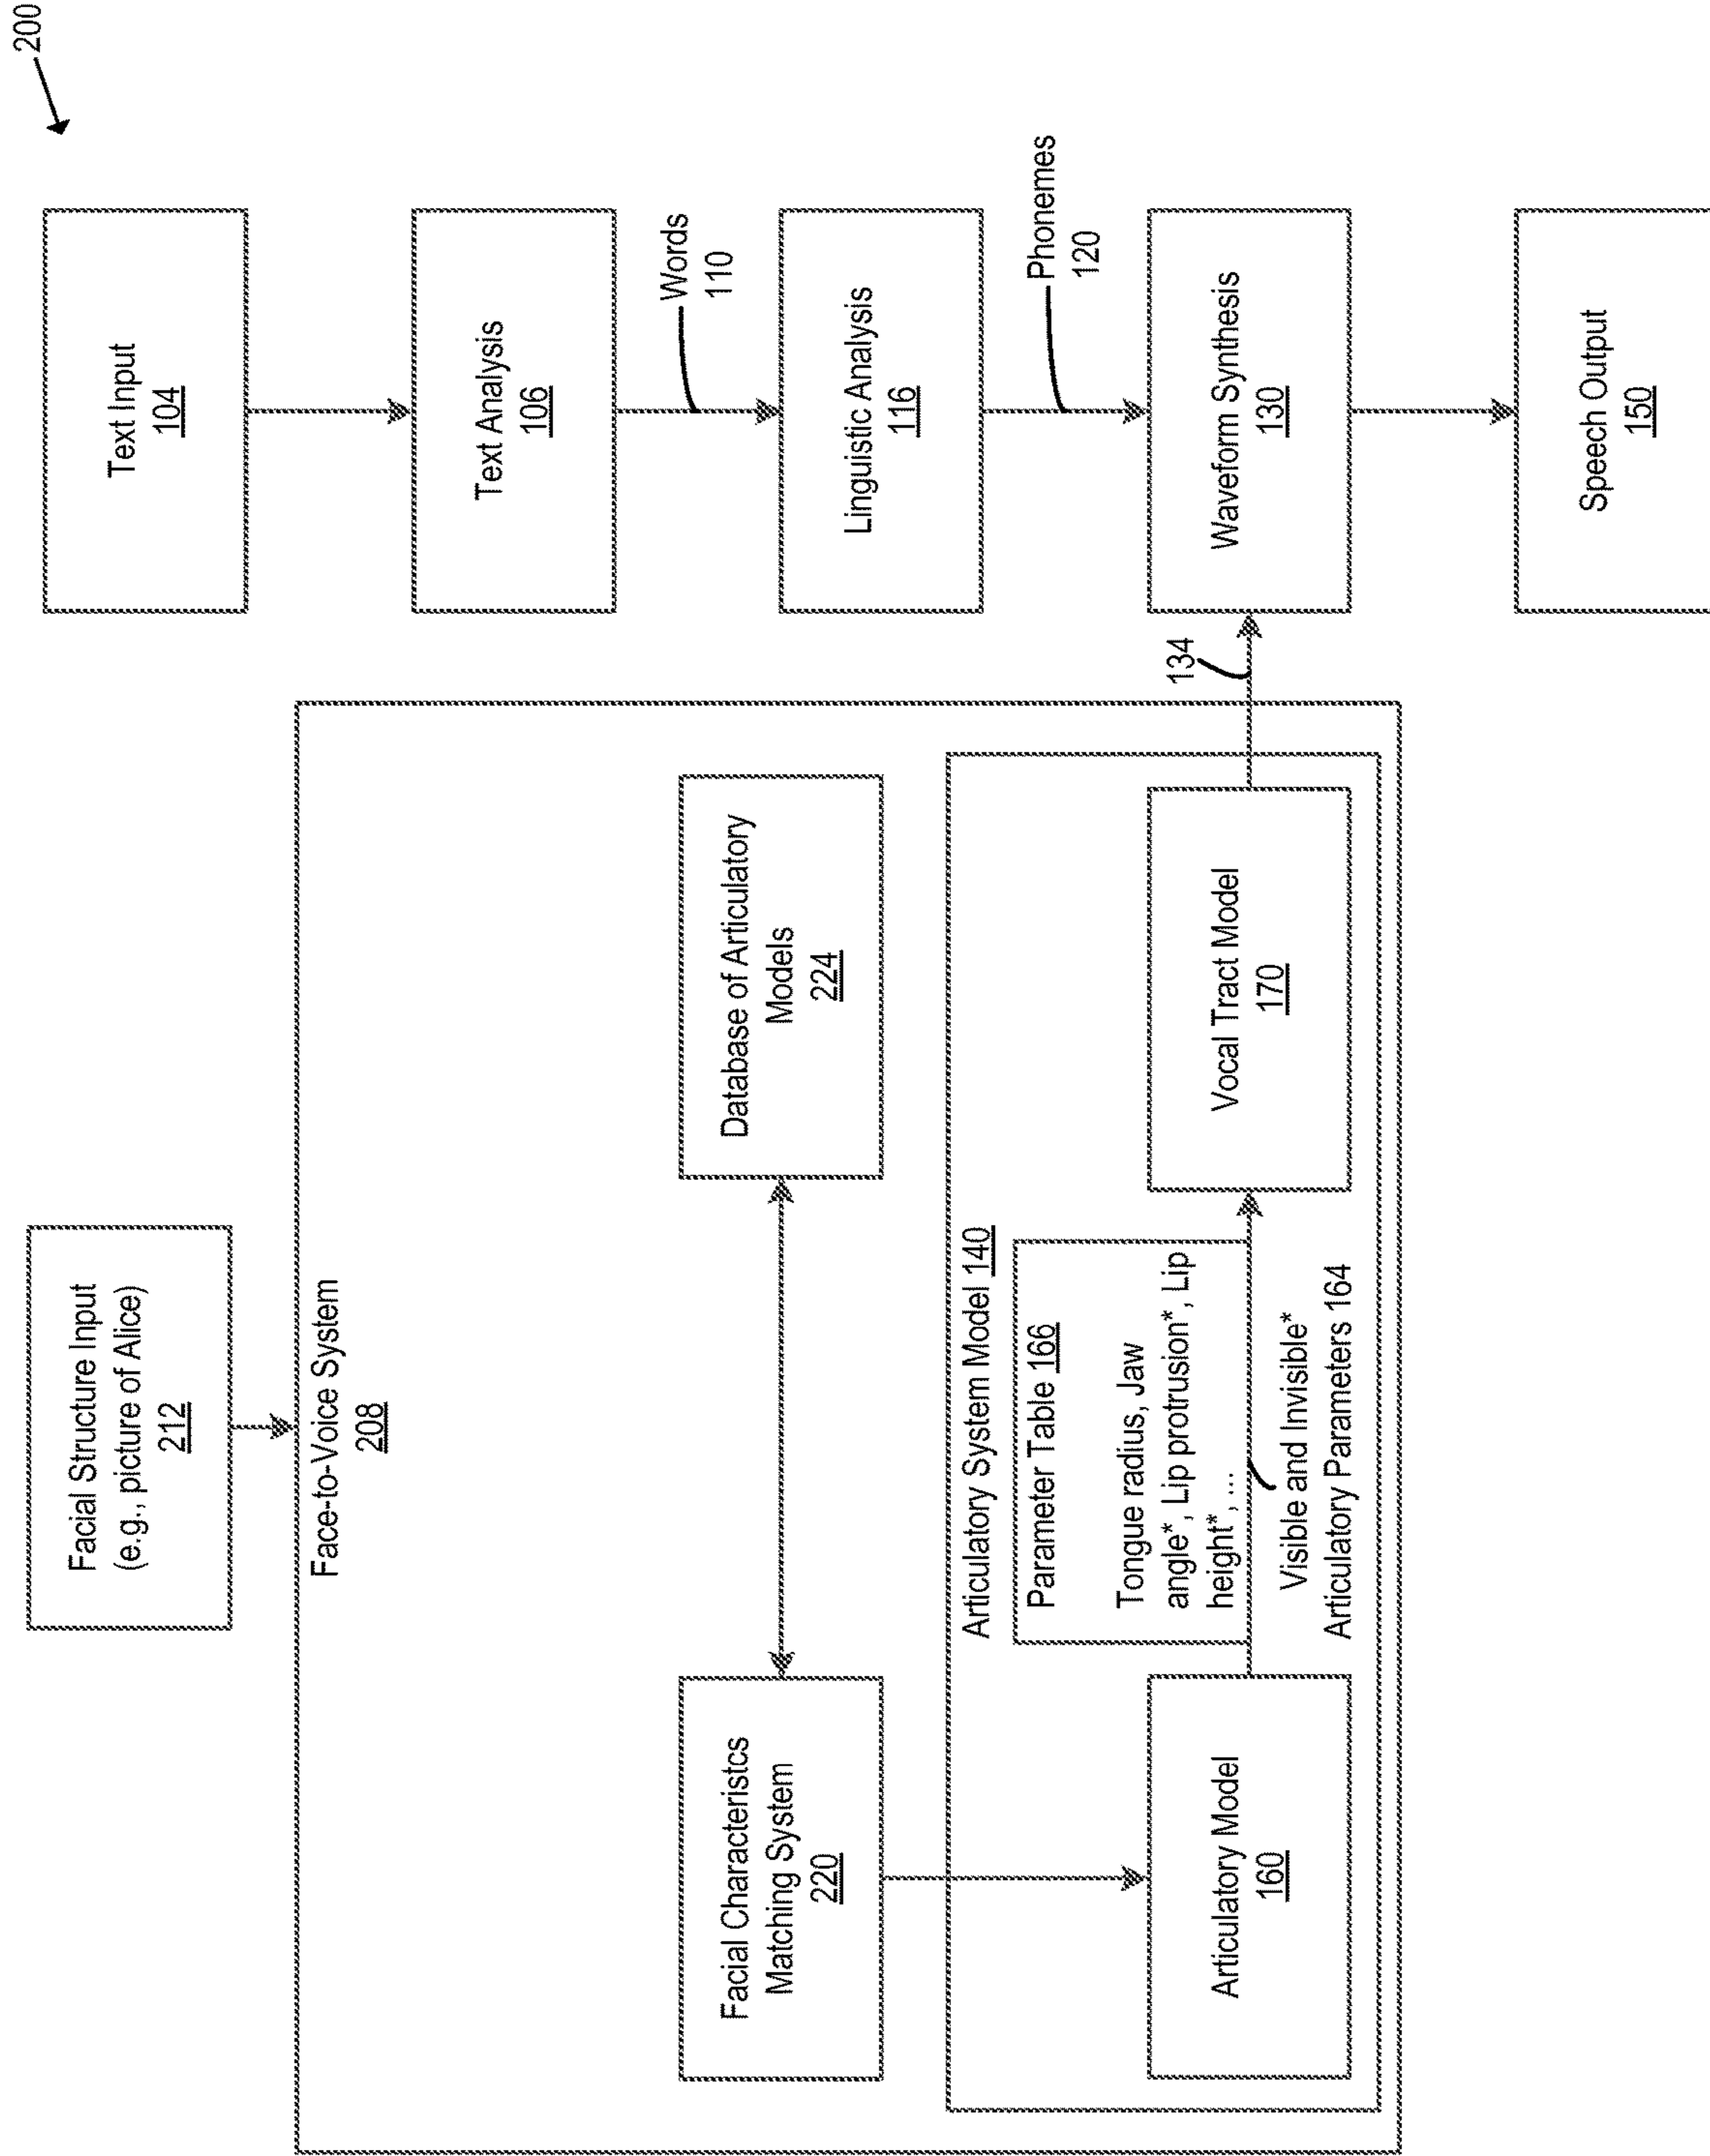 200
Text Input
104
Text Analysis
106
Words
110
Linguistic Analysis
116
Phonemes
120
Waveform Synthesis
130
Speech Output
150
134
Facial Structure Input
(e.g., picture of Alice)
212
Face-to-Voice System
208
Database of Articulatory
Models
224
Facial Characteristcs
Matching System
220
Articulatory System Model 140
Parameter Table 166
Tongue radius, Jaw
angle*, Lip protrusion*, Lip
height*, ...
Visible and Invisible*
Articulatory Parameters 164
Articulatory Model
160
Vocal Tract Model
170